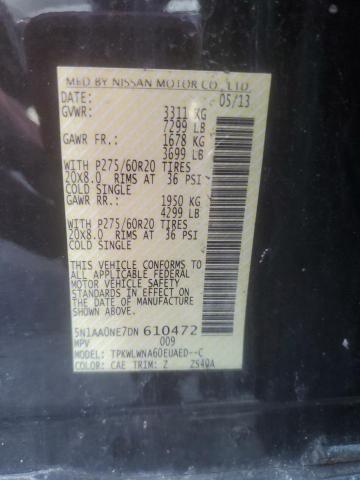 MFD BY NISSAN MOTOR CO., LTD.
DATE: 05/13
GVWR: 3311 KG
7299 LB
GAWR FR.: 1678 KG
3699 LB
WITH P275/60R20 TIRES
20X8.0 RIMS AT 36 PSI
COLD SINGLE
GAWR RR.: 1950 KG
4299 LB
WITH P275/60R20 TIRES
20X8.0 RIMS AT 36 PSI
COLD SINGLE
THIS VEHICLE CONFORMS TO
ALL APPLICABLE FEDERAL
MOTOR VEHICLE SAFETY
STANDARDS IN EFFECT ON
THE DATE OF MANUFACTURE
SHOWN ABOVE.
5N1AA0NE7DN 610472
MPV 009
MODEL: TPKWLWNA60EUAED--C
COLOR: CAE TRIM: Z ZS40A